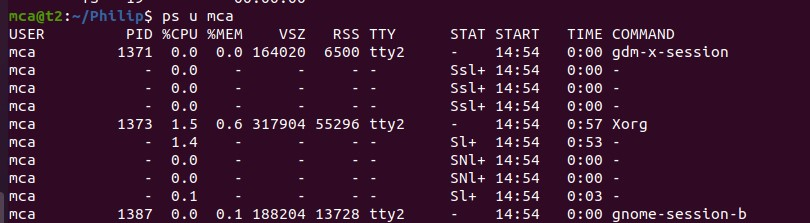 mca@t2:~/Philip$ ps u mca
USER         PID %CPU %MEM    VSZ   RSS TTY      STAT START   TIME COMMAND
mca         1371  0.0  0.0 164020  6500 tty2     -    14:54   0:00 gdm-x-session
mca            -  0.0    -      -     - -        Ssl+ 14:54   0:00 -
mca            -  0.0    -      -     - -        Ssl+ 14:54   0:00 -
mca            -  0.0    -      -     - -        Ssl+ 14:54   0:00 -
mca         1373  1.5  0.6 317904 55296 tty2     -    14:54   0:57 Xorg
mca            -  1.4    -      -     - -        Sl+  14:54   0:53 -
mca            -  0.0    -      -     - -        SNl+ 14:54   0:00 -
mca            -  0.0    -      -     - -        SNl+ 14:54   0:00 -
mca            -  0.1    -      -     - -        Sl+  14:54   0:03 -
mca         1387  0.0  0.1 188204 13728 tty2     -    14:54   0:00 gnome-session-b